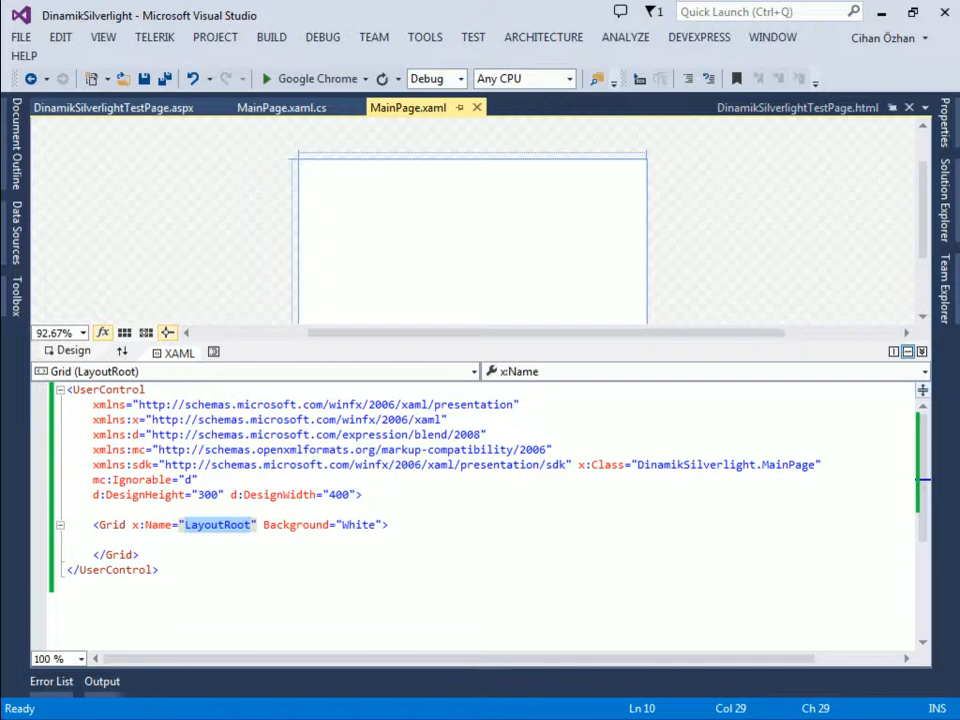 DinamikSilverlight - Microsoft Visual Studio
1
Quick Launch (Ctrl+Q)
FILE EDIT VIEW TELERIK PROJECT BUILD DEBUG TEAM TOOLS TEST ARCHITECTURE ANALYZE DEVEXPRESS WINDOW
Cihan Özhan
HELP
Google Chrome
Debug
Any CPU
DinamikSilverlightTestPage.aspx
MainPage.xaml.cs
MainPage.xaml
DinamikSilverlightTestPage.html
Document Outline
Data Sources
Toolbox
Properties
Solution Explorer
Team Explorer
92.67%
fx
Design
XAML
Grid (LayoutRoot)
x:Name
<UserControl
xmlns="http://schemas.microsoft.com/winfx/2006/xaml/presentation"
xmlns:x="http://schemas.microsoft.com/winfx/2006/xaml"
xmlns:d="http://schemas.microsoft.com/expression/blend/2008"
xmlns:mc="http://schemas.openxmlformats.org/markup-compatibility/2006"
xmlns:sdk="http://schemas.microsoft.com/winfx/2006/xaml/presentation/sdk" x:Class="DinamikSilverlight.MainPage"
mc:Ignorable="d"
d:DesignHeight="300" d:DesignWidth="400">
<Grid x:Name="LayoutRoot" Background="White">
</Grid>
</UserControl>
100 %
Error List
Output
Ready
Ln 10
Col 29
Ch 29
INS